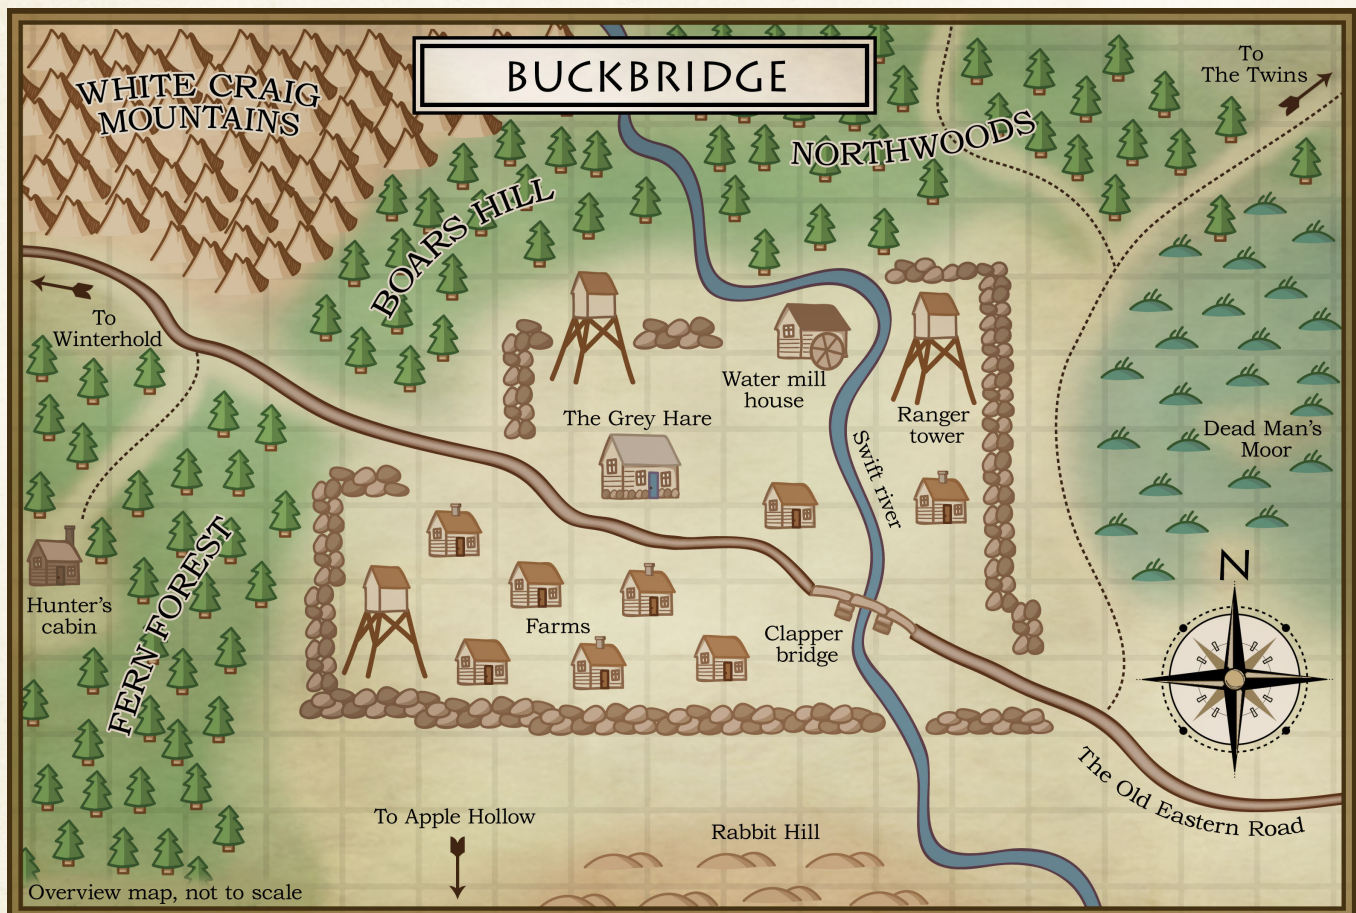 BUCKBRIDGE
WHITE CRAIG
MOUNTAINS
To
The Twins
NORTHWOODS
BOARS HILL
To
Winterhold
Water mill
house
The Grey Hare
Ranger
tower
Dead Man's
Moor
Swift river
FERN FOREST
N
Hunter's
cabin
Farms
Clapper
bridge
The Old Eastern Road
To Apple Hollow
Rabbit Hill
Overview map, not to scale